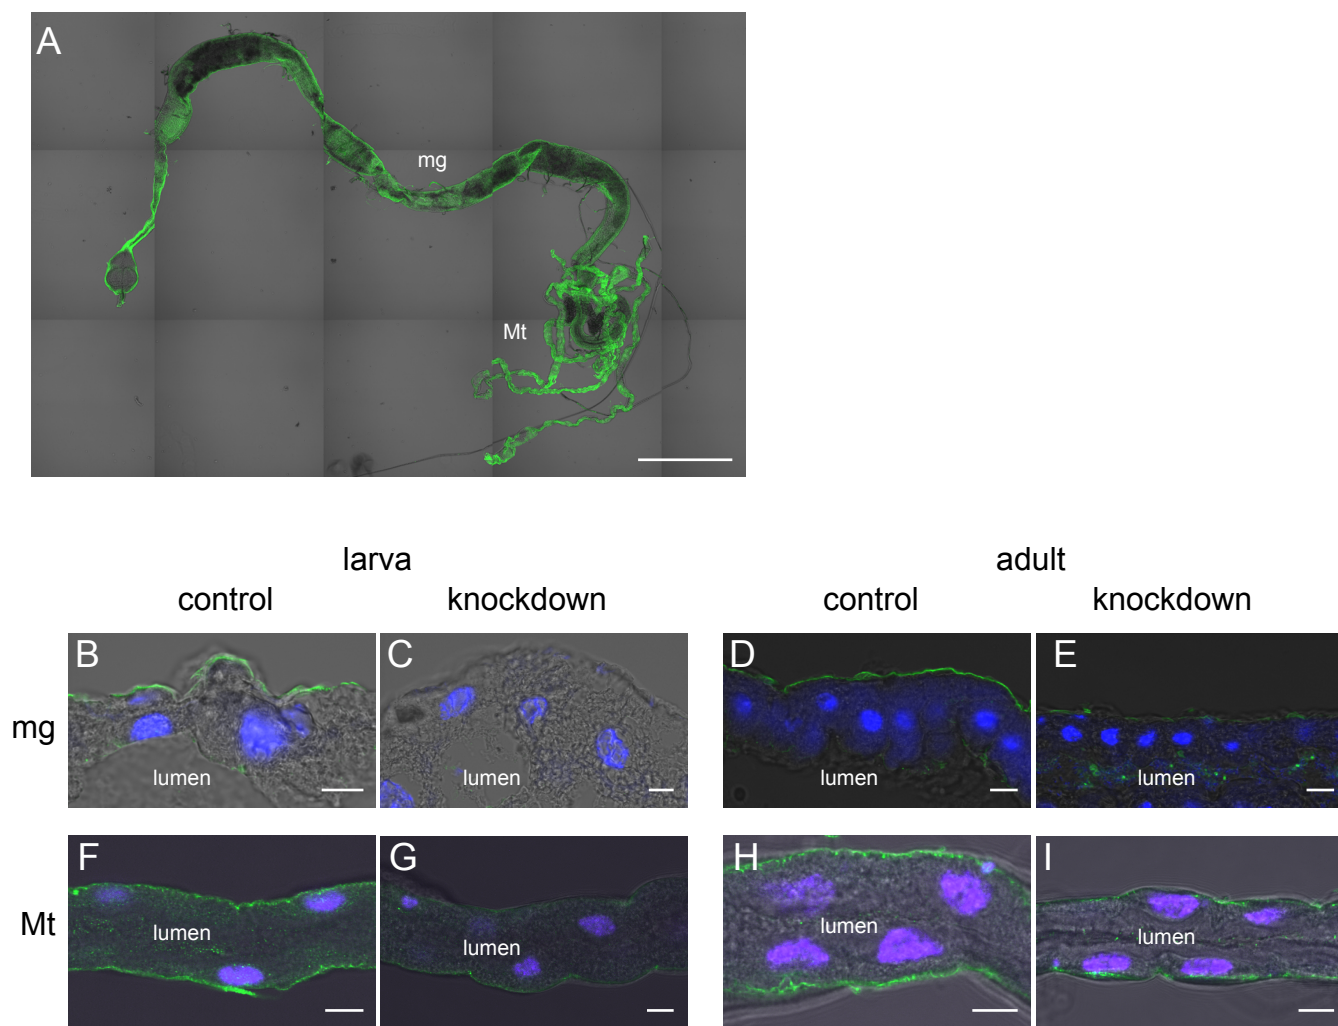 A
mg
Mt
larva
adult
control
knockdown
control
knockdown
mg
B
lumen
C
lumen
D
lumen
E
lumen
Mt
F
lumen
G
lumen
H
lumen
I
lumen